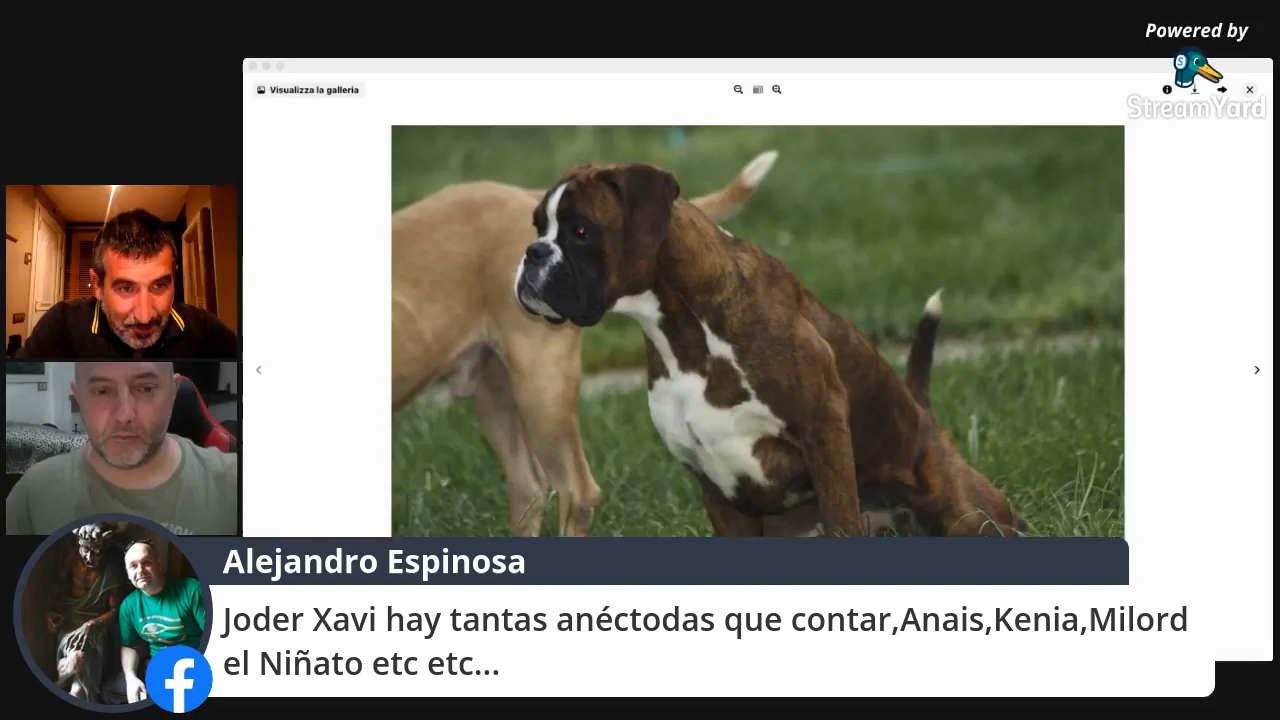 Powered by
StreamYard
Visualizza la galleria
Alejandro Espinosa
Joder Xavi hay tantas anéctodas que contar,Anais,Kenia,Milord
el Niñato etc etc...